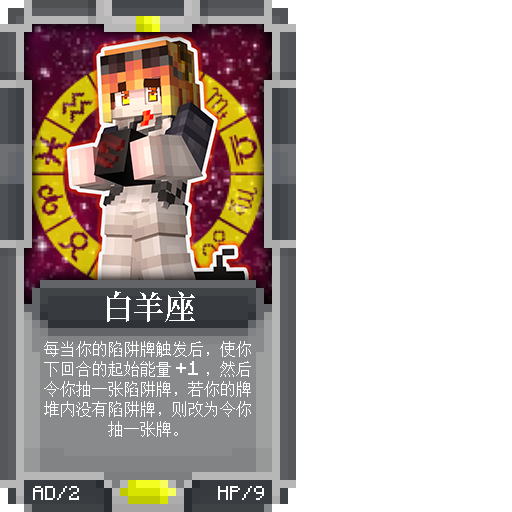 白羊座
每当你的陷阱牌触发后，使你
下回合的起始能量+1，然后
令你抽一张陷阱牌，若你的牌
堆内没有陷阱牌，则改为令你
抽一张牌。
AD/2
HP/9